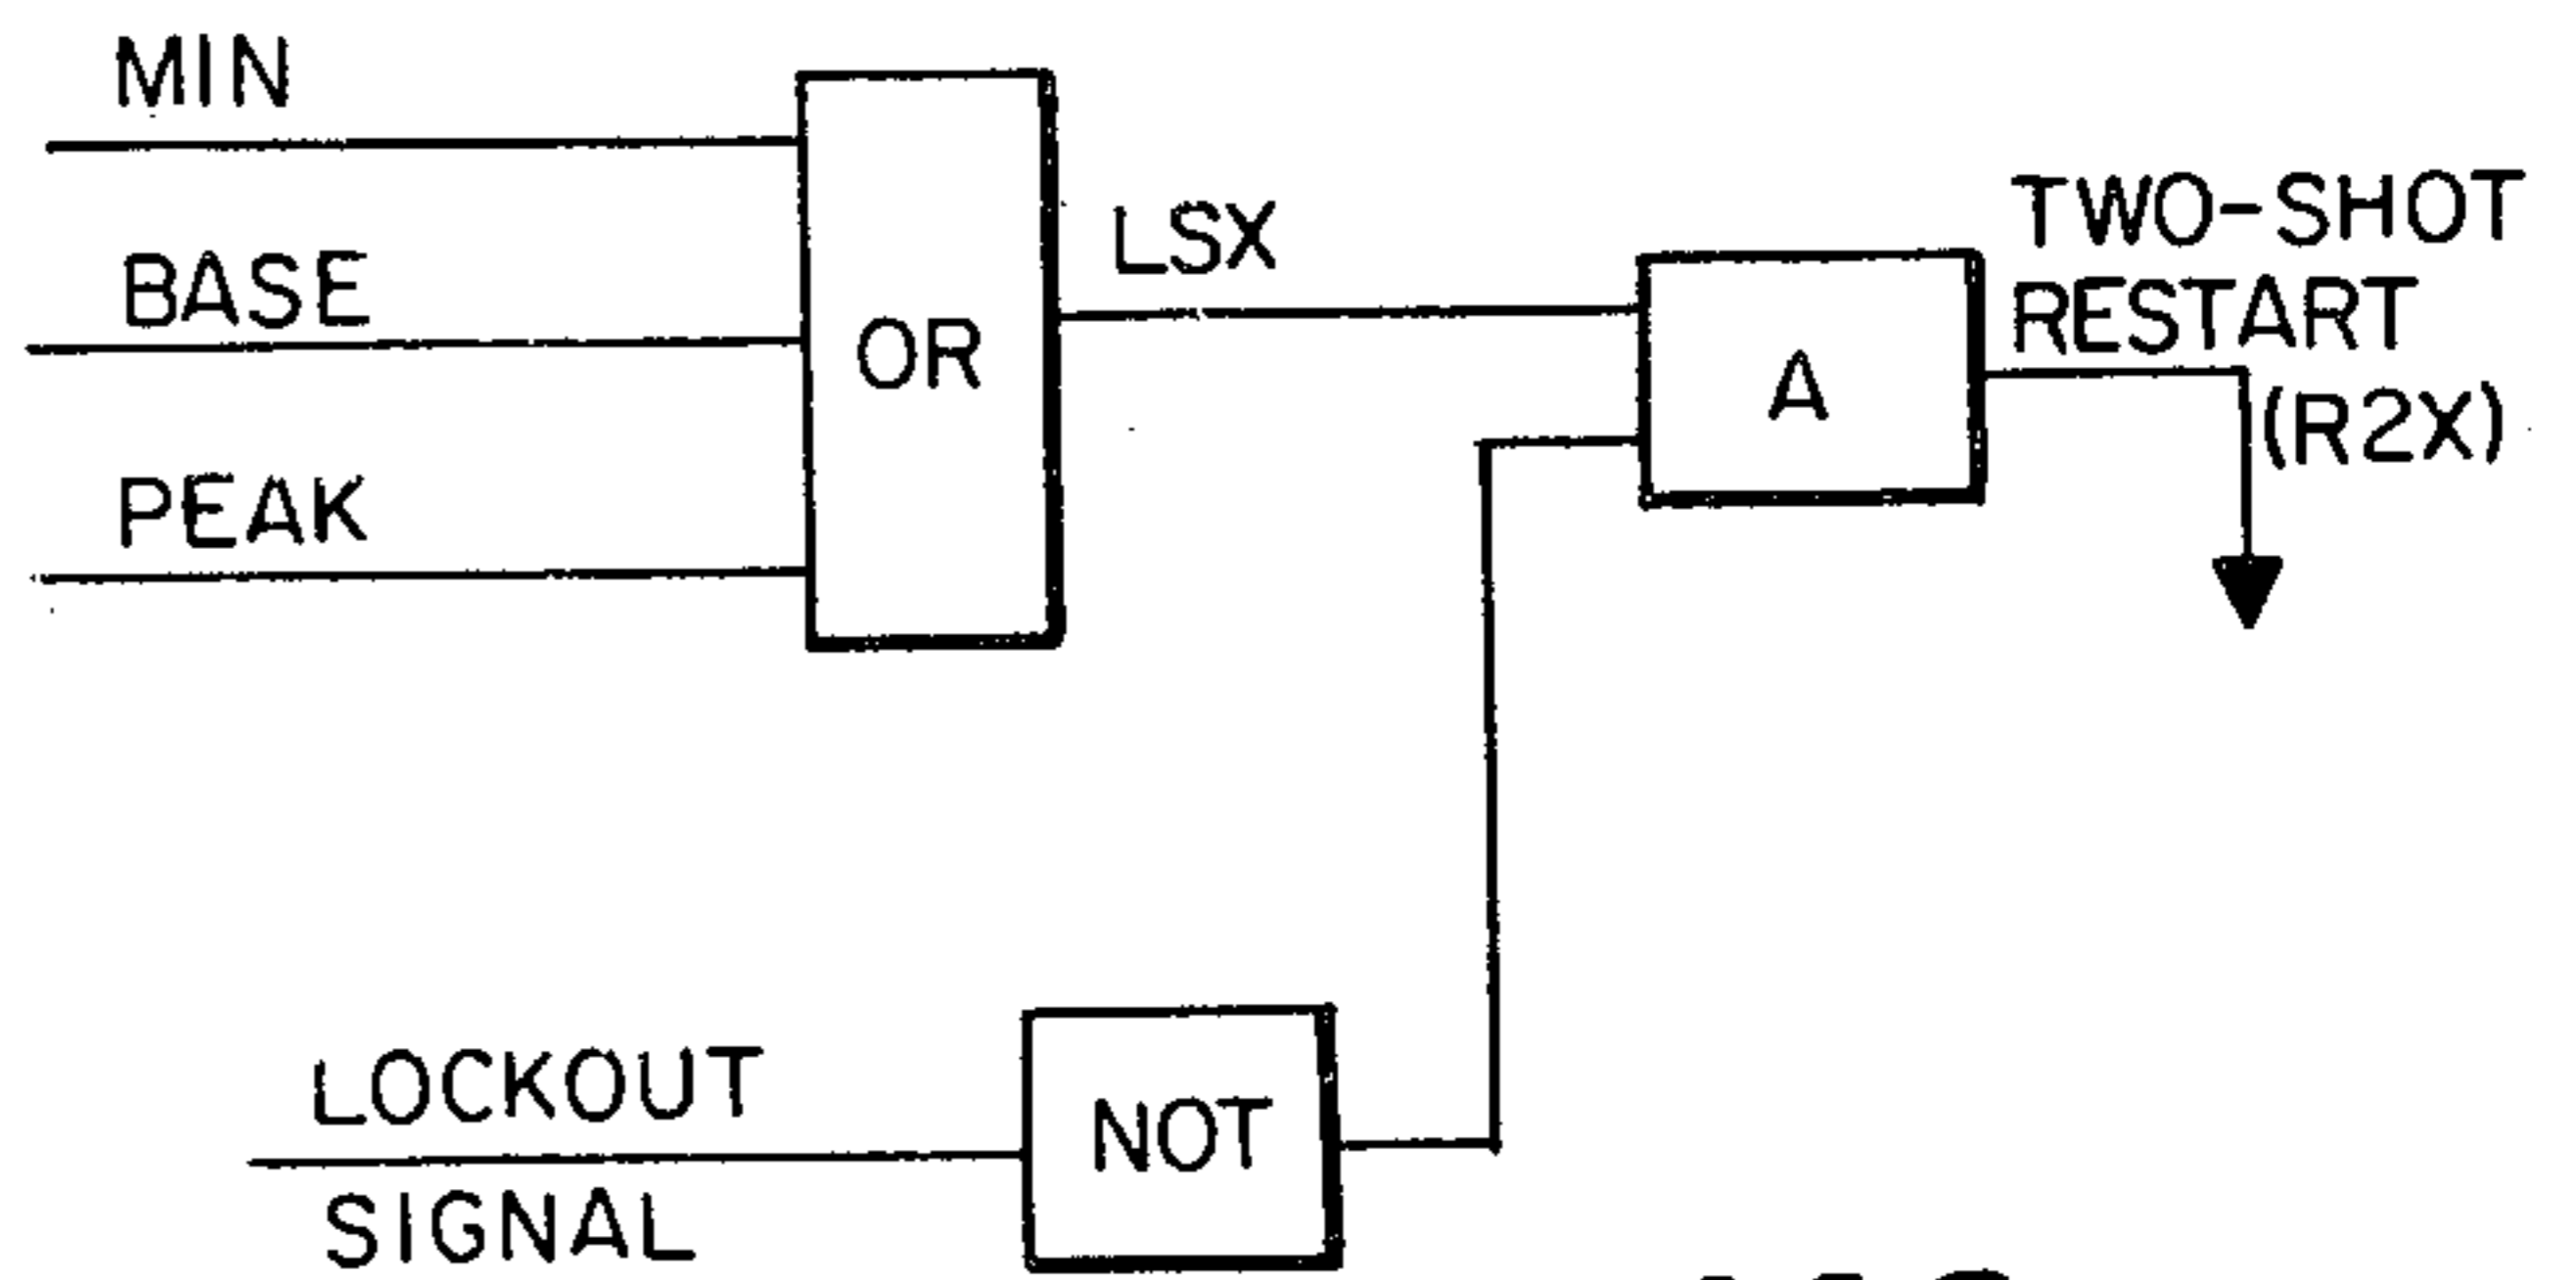 MIN
BASE
PEAK
OR
LSX
A
TWO-SHOT
RESTART
(R2X)
LOCKOUT
SIGNAL
NOT